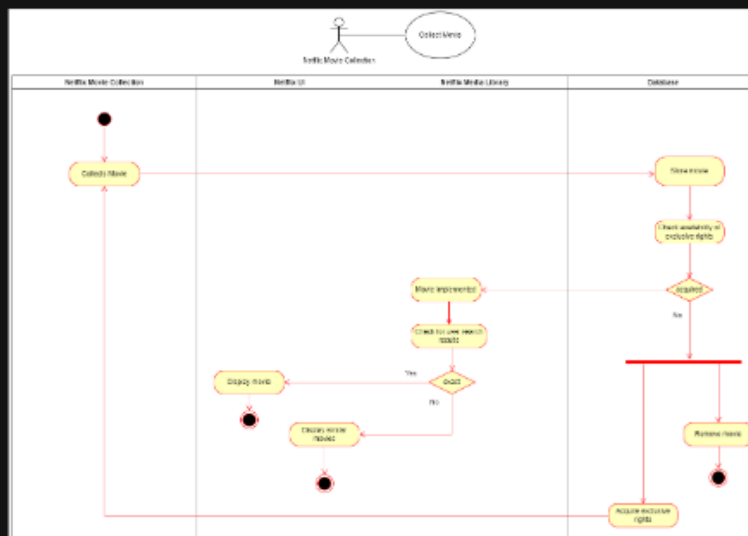 Collect Movie
Netflix Movie Collection
Netflix Movie Collection
Netflix UI
Netflix Media Library
Database
Collects Movie
Store movie
Check availability of
exclusive rights
Movie implemented
acquired
No
Check for user search
results
Yes
Display movie
exact
No
Display similar
movies
Remove movie
Acquire exclusive
rights